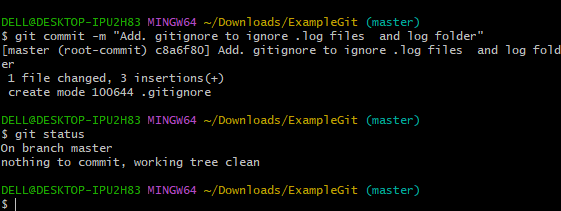 DELL@DESKTOP-IPU2H83 MINGW64 ~/Downloads/ExampleGit (master)
$ git commit -m "Add. gitignore to ignore .log files  and log folder"
[master (root-commit) c8a6f80] Add. gitignore to ignore .log files  and log fold
er
 1 file changed, 3 insertions(+)
 create mode 100644 .gitignore
DELL@DESKTOP-IPU2H83 MINGW64 ~/Downloads/ExampleGit (master)
$ git status
On branch master
nothing to commit, working tree clean
DELL@DESKTOP-IPU2H83 MINGW64 ~/Downloads/ExampleGit (master)
$